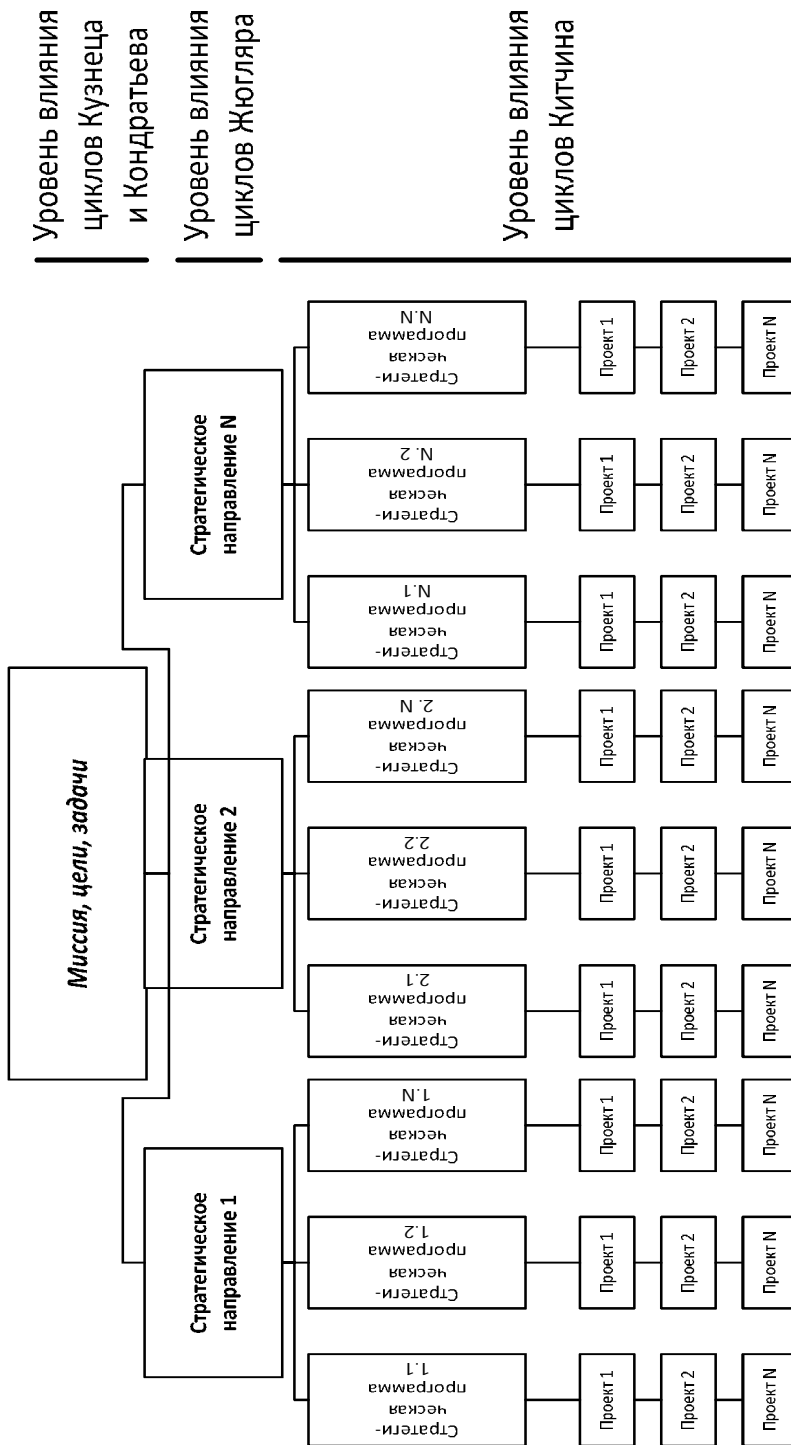 Миссия, цели, задачи
Уровень влияния
циклов Кузнеца
и Кондратьева
Стратегическое
направление 1
Стратегическое
направление 2
Стратегическое
направление N
Уровень влияния
циклов Жюгляра
Стратеги-
ческая
программа
1.1
Стратеги-
ческая
программа
1.2
Стратеги-
ческая
программа
1.N
Стратеги-
ческая
программа
2.1
Стратеги-
ческая
программа
2.2
Стратеги-
ческая
программа
2. N
Стратеги-
ческая
программа
N.1
Стратеги-
ческая
программа
N. 2
Стратеги-
ческая
программа
N.N
Уровень влияния
циклов Китчина
Проект 1
Проект 1
Проект 1
Проект 1
Проект 1
Проект 1
Проект 1
Проект 1
Проект 1
Проект 2
Проект 2
Проект 2
Проект 2
Проект 2
Проект 2
Проект 2
Проект 2
Проект 2
Проект N
Проект N
Проект N
Проект N
Проект N
Проект N
Проект N
Проект N
Проект N